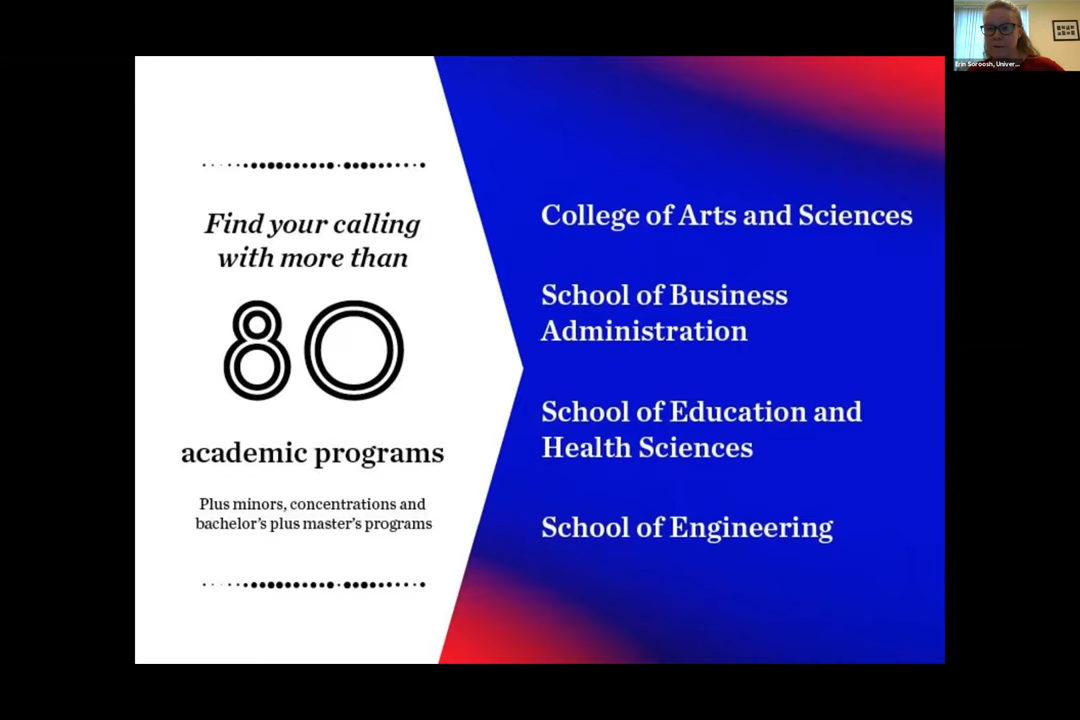 Find your calling
with more than
80
academic programs
Plus minors, concentrations and
bachelor's plus master's programs
College of Arts and Sciences
School of Business
Administration
School of Education and
Health Sciences
School of Engineering
Erin Soroosh, Univer...